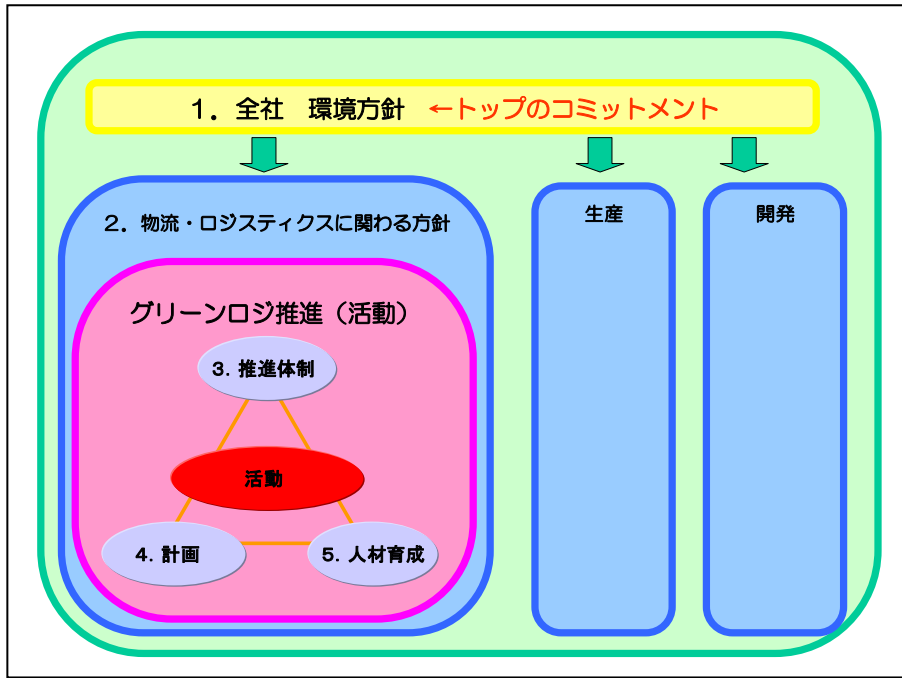 １．全社　環境方針　←トップのコミットメント
２．物流・ロジスティクスに関わる方針
生産
開発
グリーンロジ推進（活動）
３．推進体制
活動
４．計画
５．人材育成